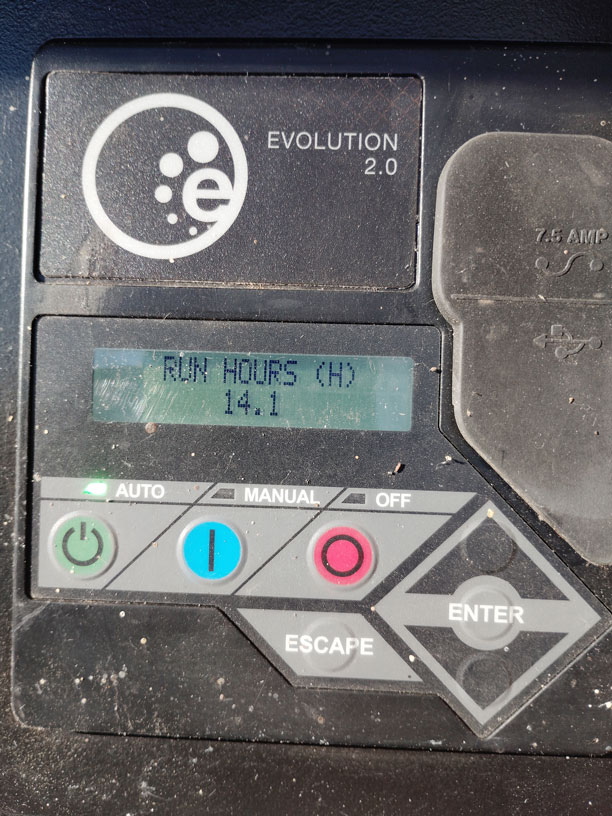 e
EVOLUTION
2.0
7.5 AMP
RUN HOURS (H)
14.1
AUTO
MANUAL
OFF
ENTER
ESCAPE